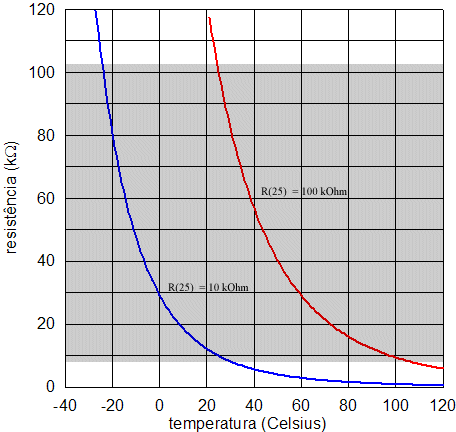 120
100
80
60
40
20
0
resistência (kΩ)
R(25) = 100 kOhm
R(25) = 10 kOhm
-40 -20 0 20 40 60 80 100 120
temperatura (Celsius)